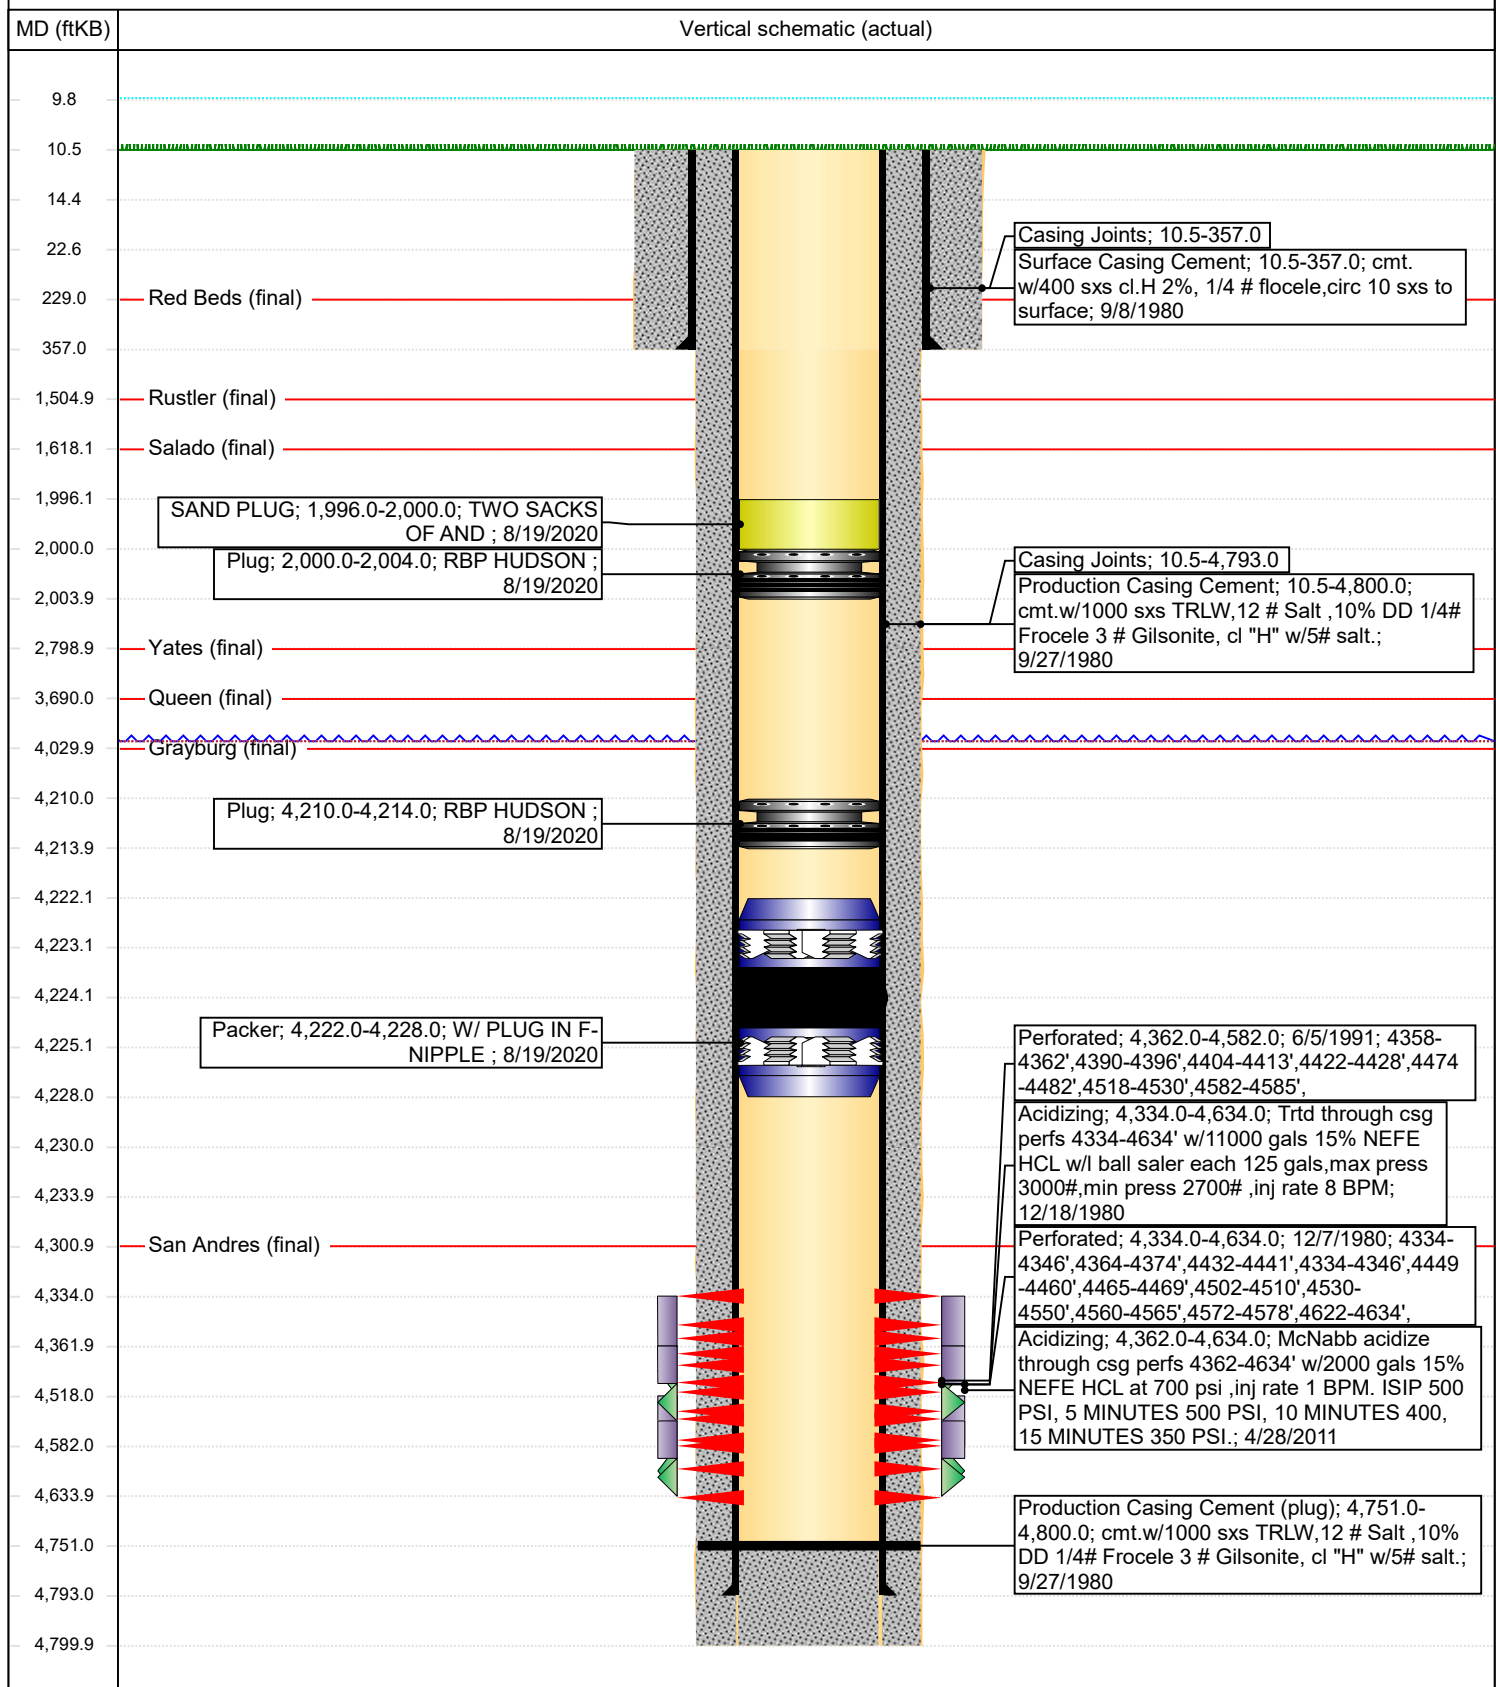 MD (ftKB)
Vertical schematic (actual)
9.8
10.5
14.4
22.6
229.0
357.0
1,504.9
1,618.1
1,996.1
2,000.0
2,003.9
2,798.9
3,690.0
4,029.9
4,210.0
4,213.9
4,222.1
4,223.1
4,224.1
4,225.1
4,228.0
4,230.0
4,233.9
4,300.9
4,334.0
4,361.9
4,518.0
4,582.0
4,633.9
4,751.0
4,793.0
4,799.9
Red Beds (final)
Rustler (final)
Salado (final)
SAND PLUG; 1,996.0-2,000.0; TWO SACKS
OF AND ; 8/19/2020
Plug; 2,000.0-2,004.0; RBP HUDSON ;
8/19/2020
Yates (final)
Queen (final)
Grayburg (final)
Plug; 4,210.0-4,214.0; RBP HUDSON ;
8/19/2020
Packer; 4,222.0-4,228.0; W/ PLUG IN F-
NIPPLE ; 8/19/2020
San Andres (final)
Casing Joints; 10.5-357.0
Surface Casing Cement; 10.5-357.0; cmt.
w/400 sxs cl.H 2%, 1/4 # flocele,circ 10 sxs to
surface; 9/8/1980
Casing Joints; 10.5-4,793.0
Production Casing Cement; 10.5-4,800.0;
cmt.w/1000 sxs TRLW,12 # Salt ,10% DD 1/4#
Frocele 3 # Gilsonite, cl "H" w/5# salt.;
9/27/1980
Perforated; 4,362.0-4,582.0; 6/5/1991; 4358-
4362',4390-4396',4404-4413',4422-4428',4474
-4482',4518-4530',4582-4585',
Acidizing; 4,334.0-4,634.0; Trtd through csg
perfs 4334-4634' w/11000 gals 15% NEFE
HCL w/l ball saler each 125 gals,max press
3000#,min press 2700# ,inj rate 8 BPM;
12/18/1980
Perforated; 4,334.0-4,634.0; 12/7/1980; 4334-
4346',4364-4374',4432-4441',4334-4346',4449
-4460',4465-4469',4502-4510',4530-
4550',4560-4565',4572-4578',4622-4634',
Acidizing; 4,362.0-4,634.0; McNabb acidize
through csg perfs 4362-4634' w/2000 gals 15%
NEFE HCL at 700 psi ,inj rate 1 BPM. ISIP 500
PSI, 5 MINUTES 500 PSI, 10 MINUTES 400,
15 MINUTES 350 PSI.; 4/28/2011
Production Casing Cement (plug); 4,751.0-
4,800.0; cmt.w/1000 sxs TRLW,12 # Salt ,10%
DD 1/4# Frocele 3 # Gilsonite, cl "H" w/5# salt.;
9/27/1980